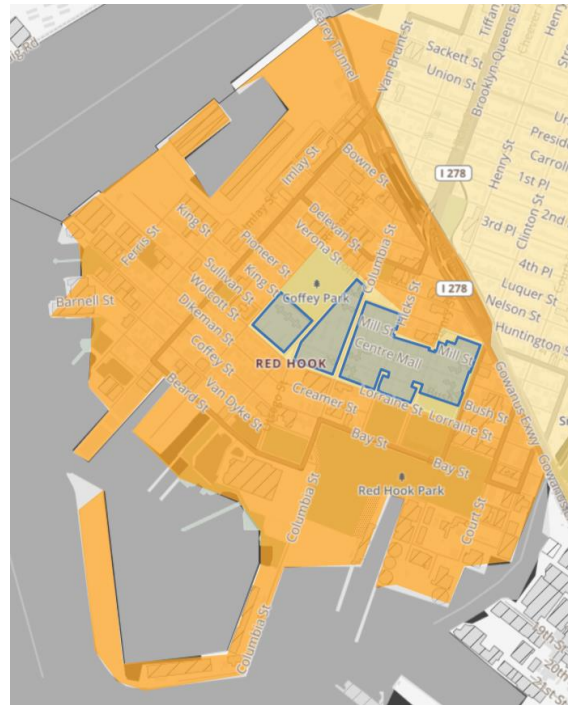 Carey Tunnel
Van Brunt St
Tiffan
Brooklyn-Queens E
Henry
Sackett St
Union St
Presid
Carroll
1st Pl
2nd
3rd Pl
4th Pl
Henry St
Clinton St
I 278
Luquer St
Nelson St
Huntington S
I 278
Bowne St
Imlay St
Delevan St
Verona St
Columbia St
Hicks St
Ferris St
King St
Pioneer St
Sullivan St
King St
Wolcott St
Dikeman St
Coffey St
Coffey Park
Barnell St
Mill St
Centre Mall
Mill St
RED HOOK
Beard St
Van Dyke St
Creamer St
Lorraine St
Lorraine St
Bush St
Gowanus Expy
Bay St
Bay St
Red Hook Park
Columbia St
Court St
Columbia St
19th St
20th
21st St